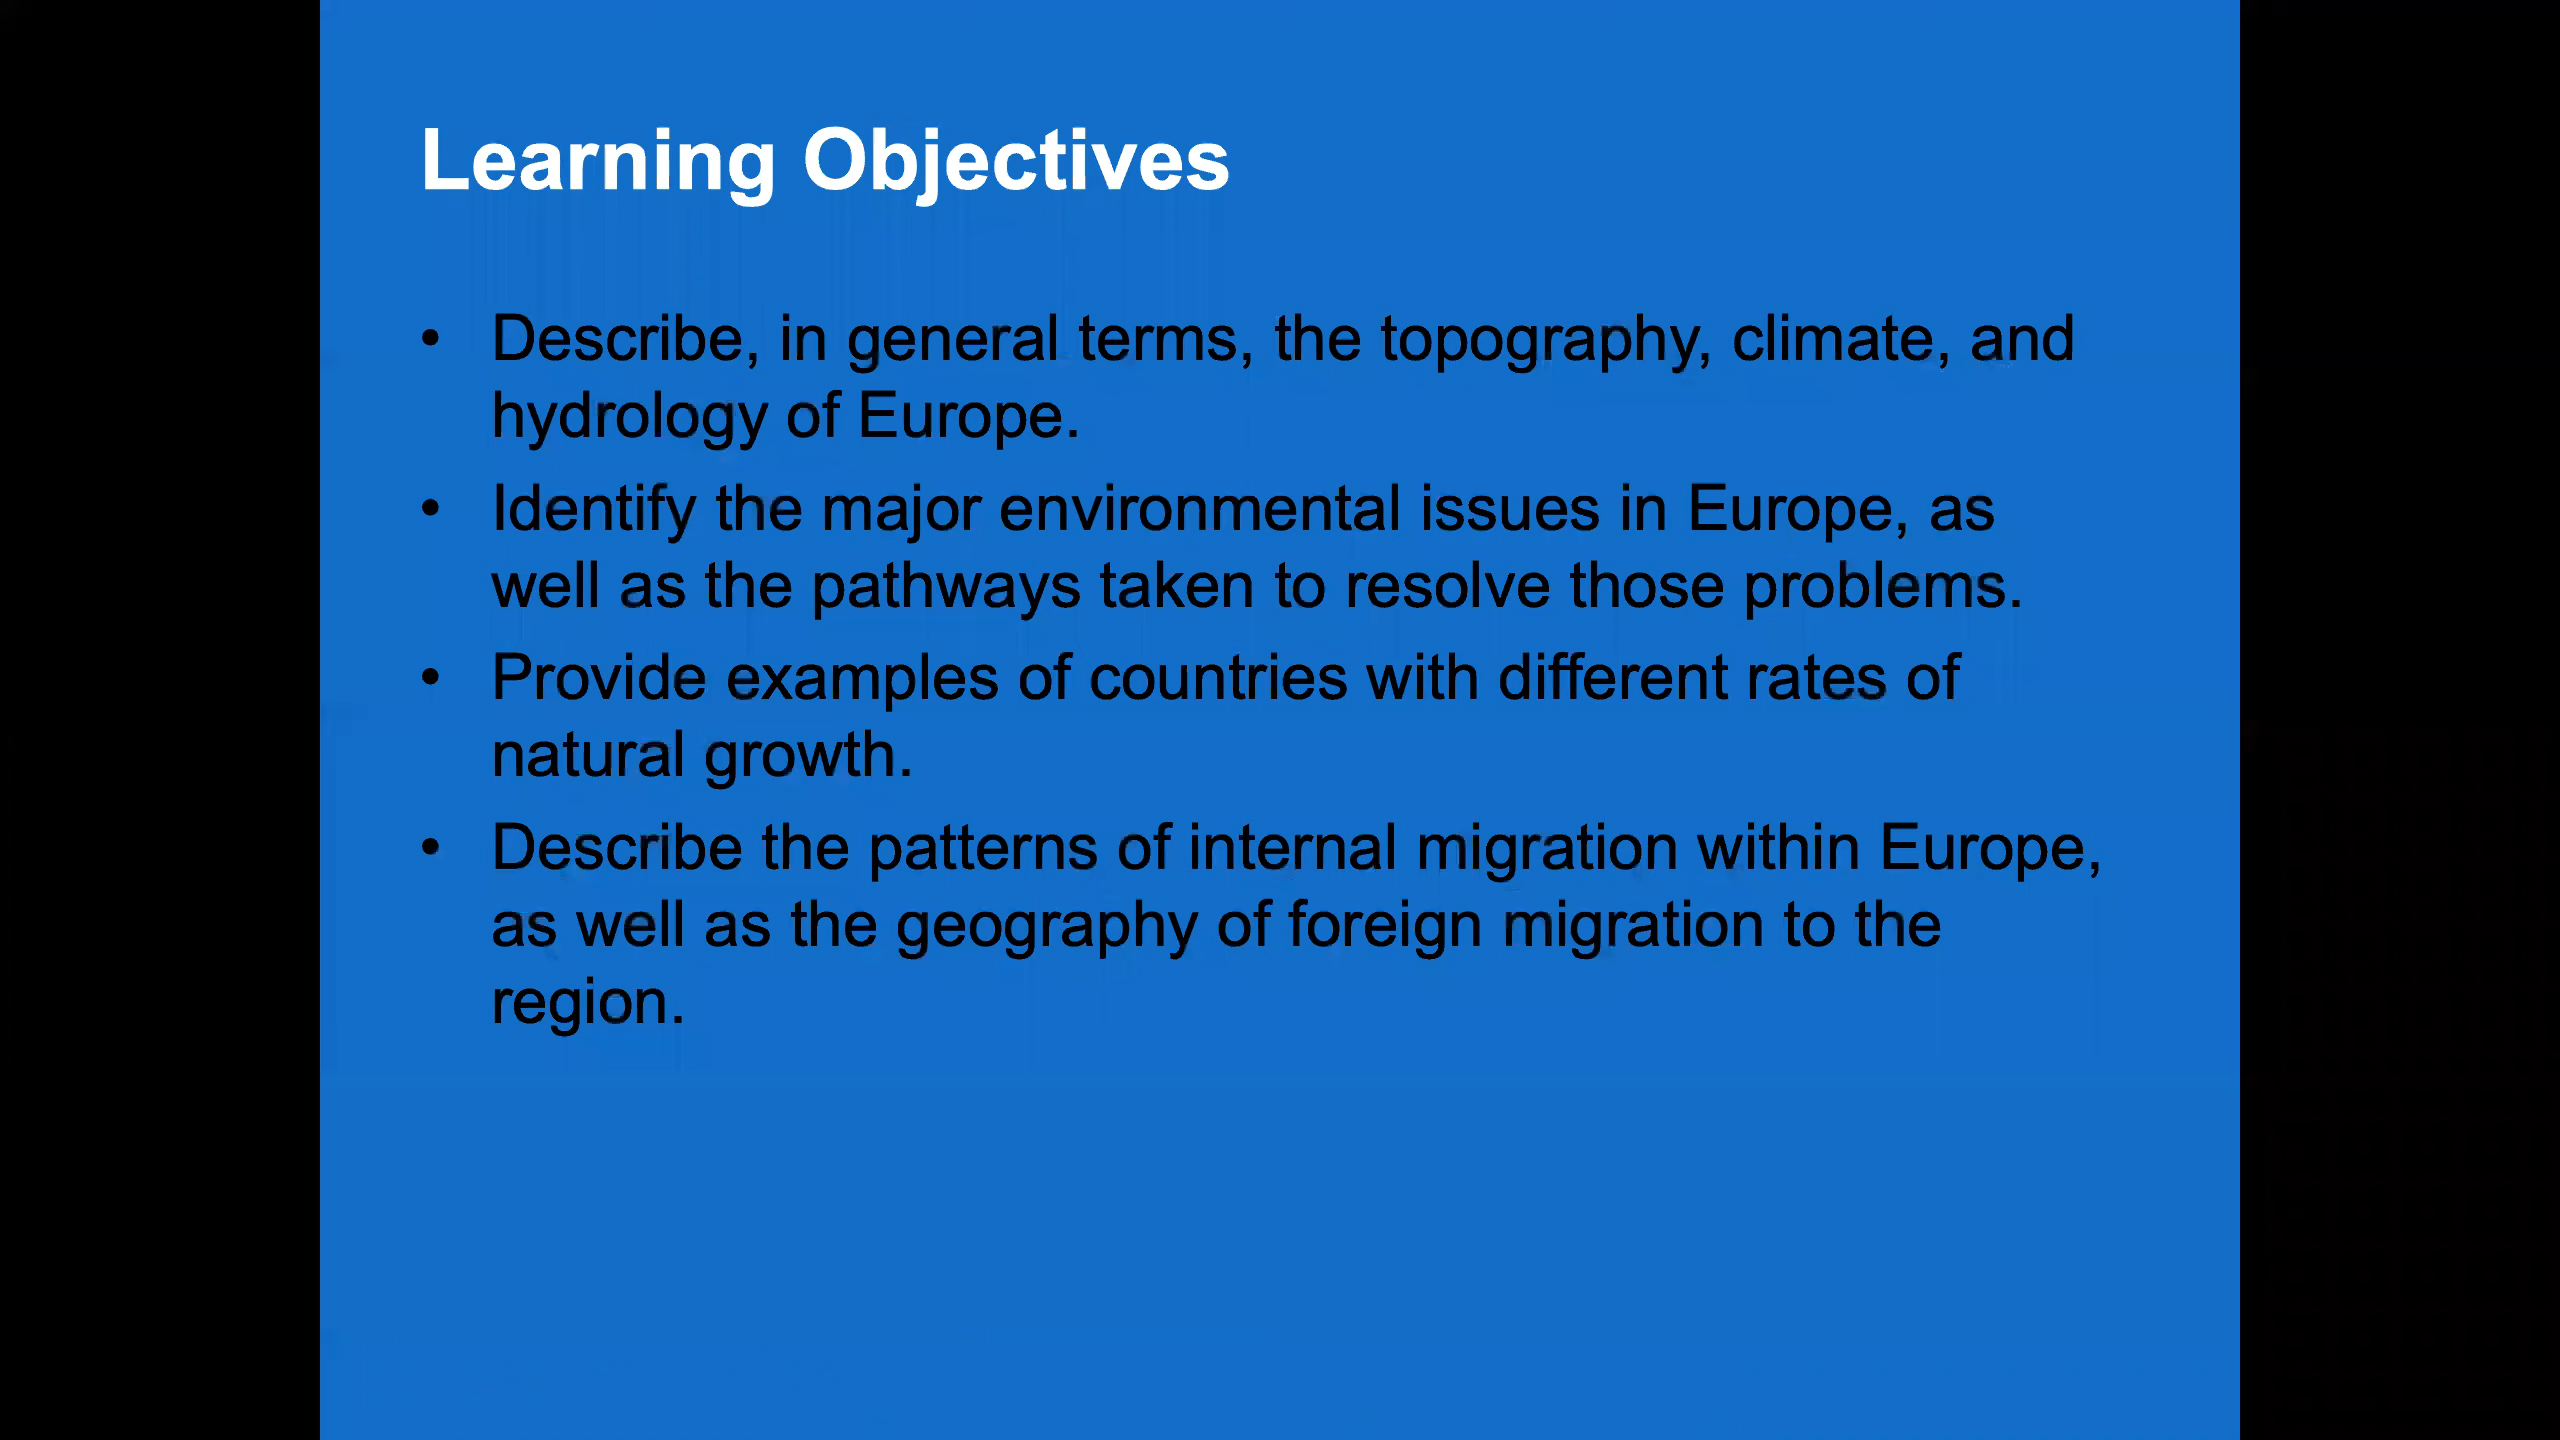 Learning Objectives
• Describe, in general terms, the topography, climate, and
hydrology of Europe.
• Identify the major environmental issues in Europe, as
well as the pathways taken to resolve those problems.
• Provide examples of countries with different rates of
natural growth.
• Describe the patterns of internal migration within Europe,
as well as the geography of foreign migration to the
region.